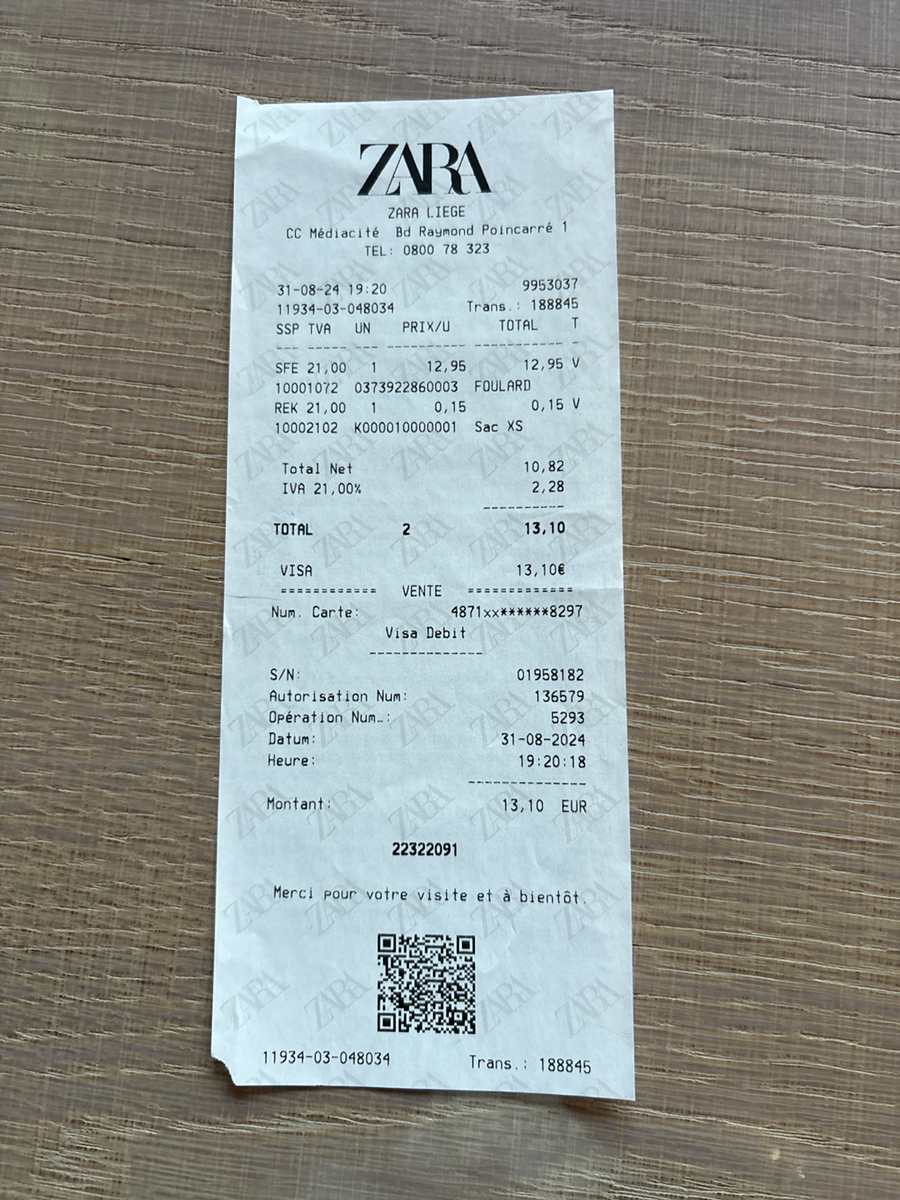 ZARA
ZARA LIEGE
CC Médiacité Bd Raymond Poincarré 1
TEL: 0800 78 323
31-08-24 19:20 9953037
11934-03-048034 Trans.: 188845
SSP TVA UN PRIX/U TOTAL T
--- ----- --- ---------- ---------- -
SFE 21,00 1 12,95 12,95 V
10001072 0373922860003 FOULARD
REK 21,00 1 0,15 0,15 V
10002102 K000010000001 Sac XS
Total Net 10,82
IVA 21,00% 2,28
----------
TOTAL 2 13,10
VISA 13,10€
============ VENTE =============
Num. Carte: 4871xx******8297
Visa Debit
-------------
S/N: 01958182
Autorisation Num: 136579
Opération Num.: 5293
Datum: 31-08-2024
Heure: 19:20:18
-------------
Montant: 13,10 EUR
22322091
Merci pour votre visite et à bientôt.
11934-03-048034 Trans.: 188845